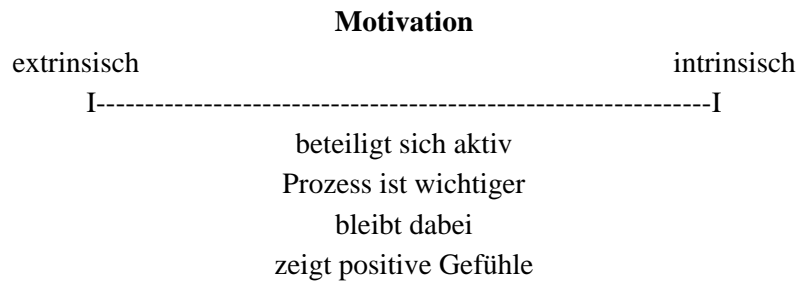 Motivation
extrinsisch intrinsisch
I----------------------------------------------------------------I
beteiligt sich aktiv
Prozess ist wichtiger
bleibt dabei
zeigt positive Gefühle